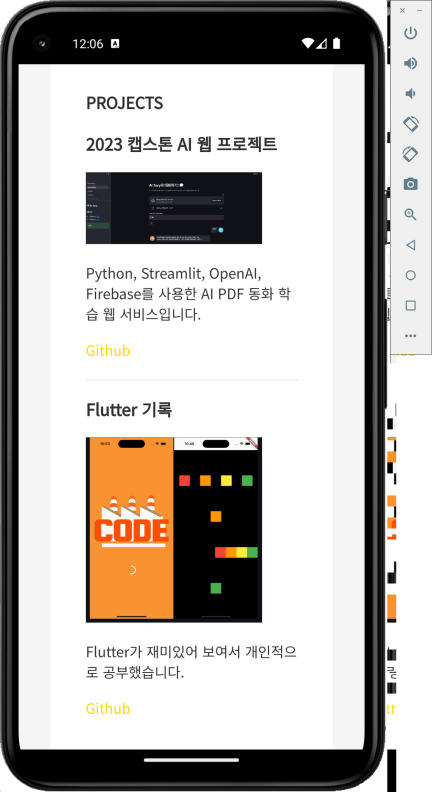 12:06 A
PROJECTS
2023 캡스톤 AI 웹 프로젝트
Python, Streamlit, OpenAI,
Firebase를 사용한 AI PDF 동화 학
습 웹 서비스입니다.
Github
Flutter 기록
CODE
Flutter가 재미있어 보여서 개인적으
로 공부했습니다.
Github